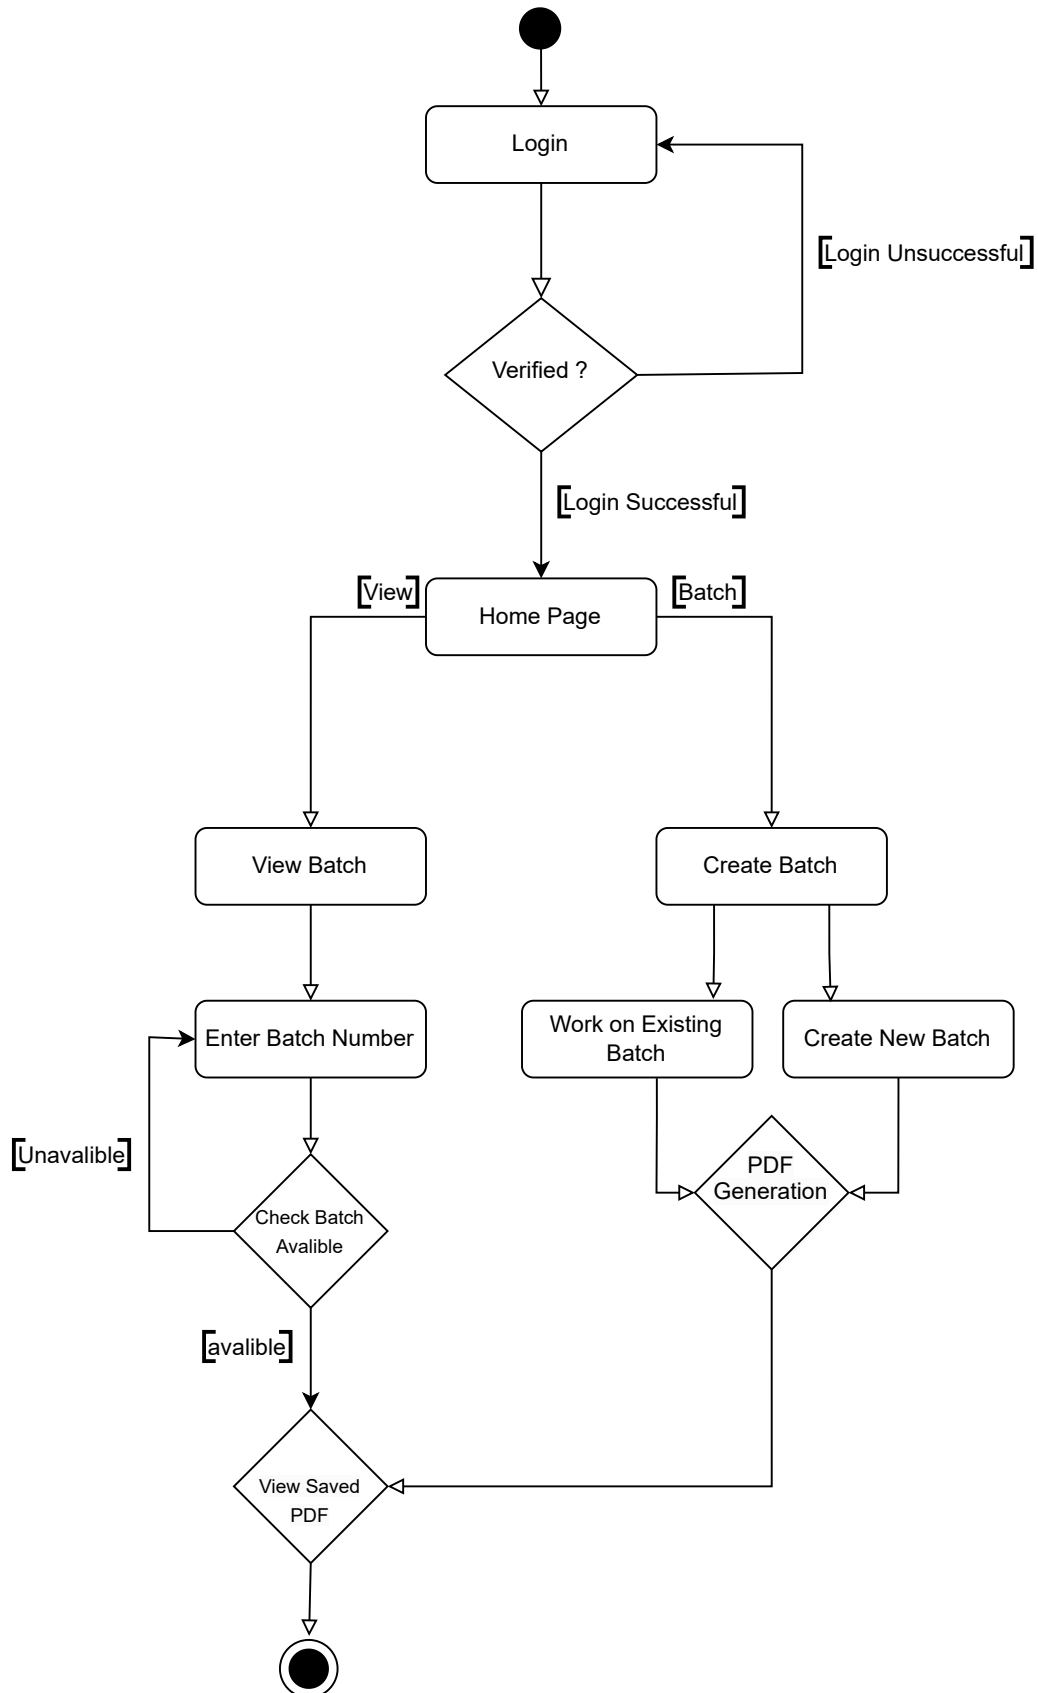 Login
[Login Unsuccessful]
Verified ?
[Login Successful]
[View]
[Batch]
Home Page
View Batch
Create Batch
Enter Batch Number
Work on Existing
Batch
Create New Batch
[Unavalible]
PDF
Generation
Check Batch
Avalible
[avalible]
View Saved
PDF